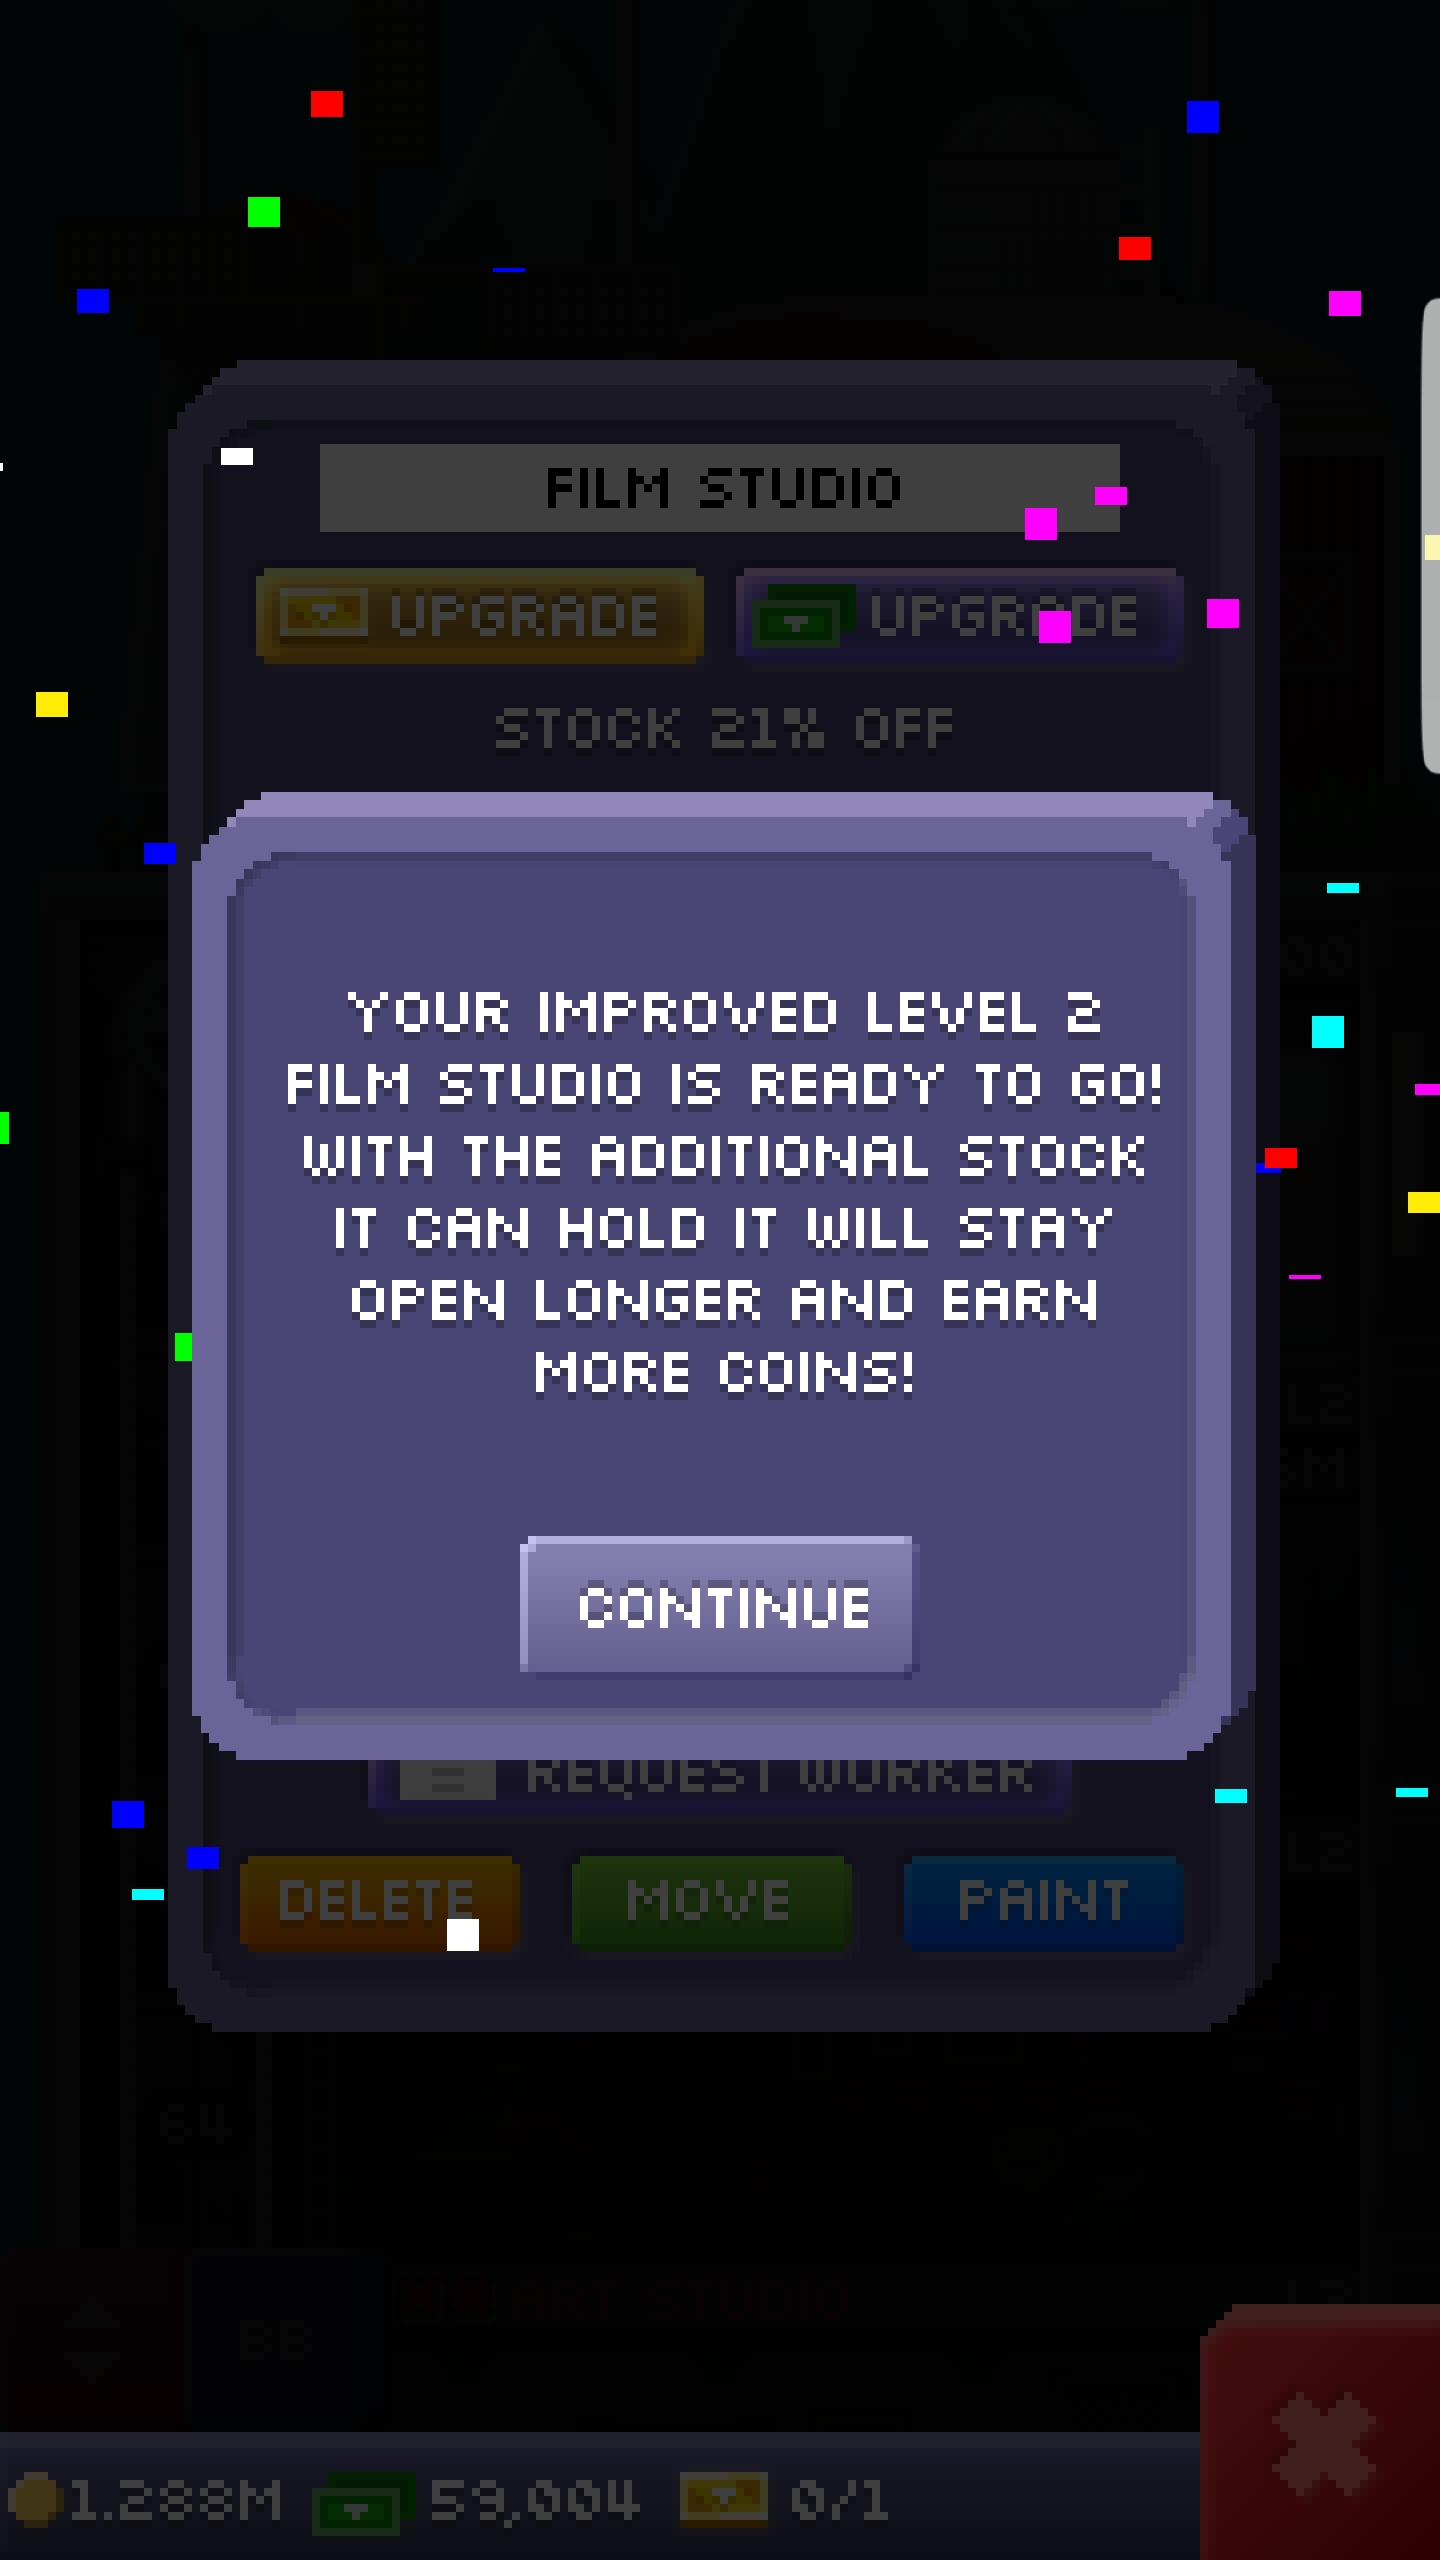 FILM STUDIO
UPGRADE UPGRADE
STOCK 21% OFF
YOUR IMPROVED LEVEL 2
FILM STUDIO IS READY TO GO!
WITH THE ADDITIONAL STOCK
IT CAN HOLD IT WILL STAY
OPEN LONGER AND EARN
MORE COINS!
CONTINUE
REQUEST WORKER
DELETE MOVE PAINT
ART STUDIO
1.288M 59,004 0/1